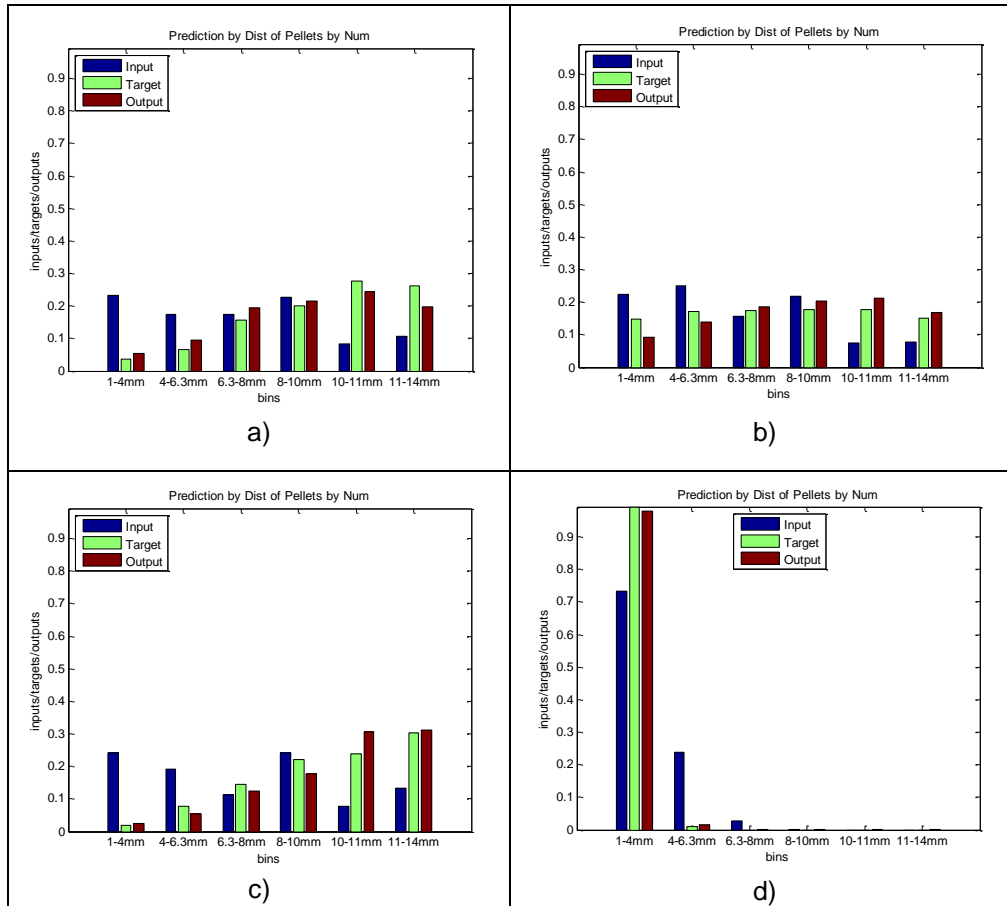 Prediction by Dist of Pellets by Num
Input
Target
Output
0.9
0.8
0.7
0.6
0.5
0.4
0.3
0.2
0.1
0
inputs/targets/outputs
1-4mm 4-6.3mm 6.3-8mm 8-10mm 10-11mm 11-14mm
bins
a)
Prediction by Dist of Pellets by Num
Input
Target
Output
0.9
0.8
0.7
0.6
0.5
0.4
0.3
0.2
0.1
0
inputs/targets/outputs
1-4mm 4-6.3mm 6.3-8mm 8-10mm 10-11mm 11-14mm
bins
b)
Prediction by Dist of Pellets by Num
Input
Target
Output
0.9
0.8
0.7
0.6
0.5
0.4
0.3
0.2
0.1
0
inputs/targets/outputs
1-4mm 4-6.3mm 6.3-8mm 8-10mm 10-11mm 11-14mm
bins
c)
Prediction by Dist of Pellets by Num
Input
Target
Output
0.9
0.8
0.7
0.6
0.5
0.4
0.3
0.2
0.1
0
inputs/targets/outputs
1-4mm 4-6.3mm 6.3-8mm 8-10mm 10-11mm 11-14mm
bins
d)